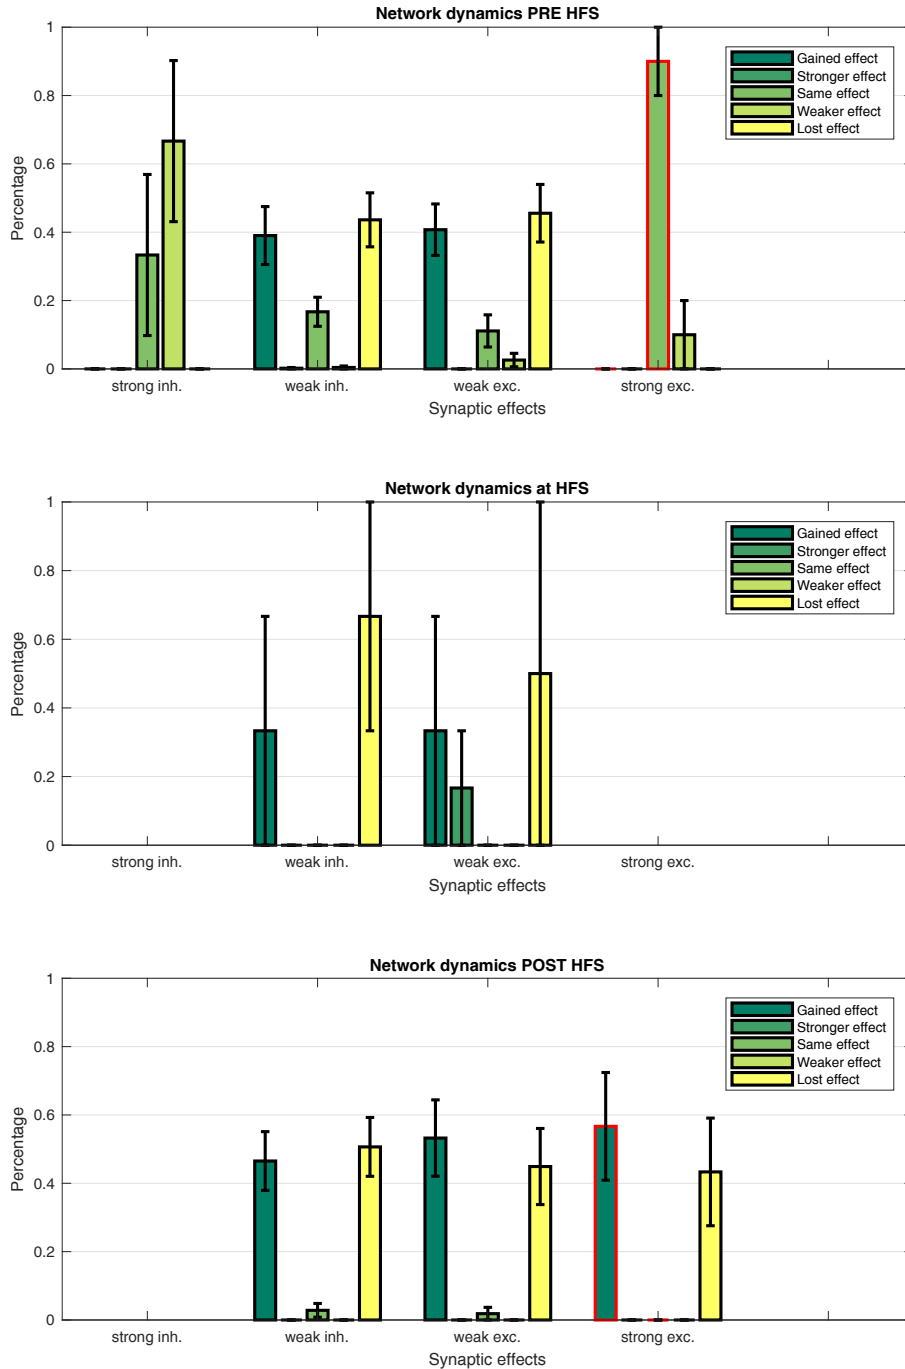 Network dynamics PRE HFS
1
0.8
0.6
0.4
0.2
0
Percentage
Gained effect
Stronger effect
Same effect
Weaker effect
Lost effect
strong inh.
weak inh.
weak exc.
strong exc.
Synaptic effects
Network dynamics at HFS
1
0.8
0.6
0.4
0.2
0
Percentage
Gained effect
Stronger effect
Same effect
Weaker effect
Lost effect
strong inh.
weak inh.
weak exc.
strong exc.
Synaptic effects
Network dynamics POST HFS
1
0.8
0.6
0.4
0.2
0
Percentage
Gained effect
Stronger effect
Same effect
Weaker effect
Lost effect
strong inh.
weak inh.
weak exc.
strong exc.
Synaptic effects